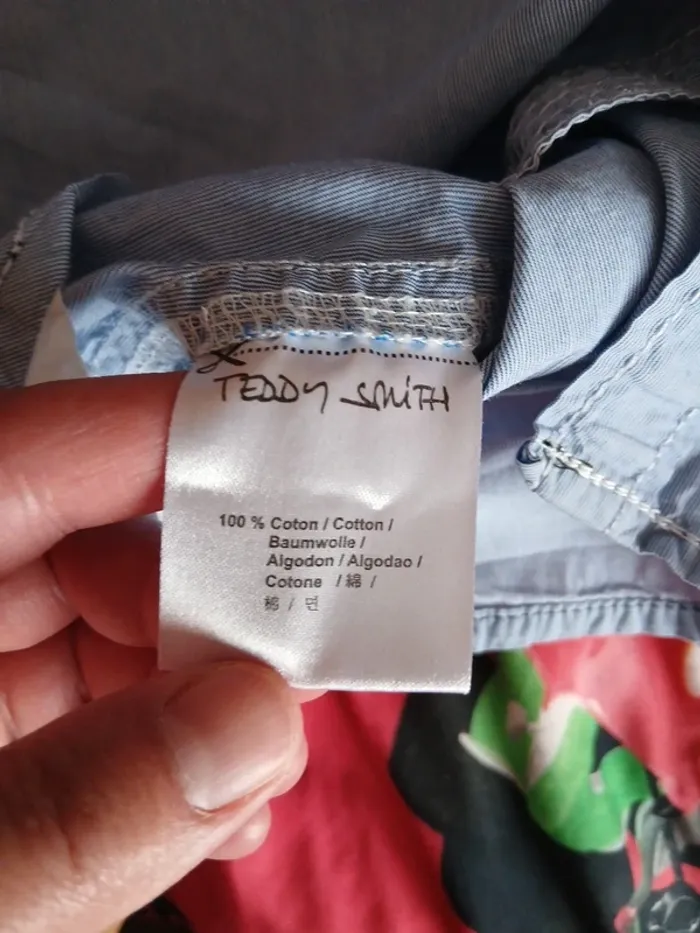 TEDDY SMITH
100 % Coton / Cotton /
Baumwolle /
Algodon / Algodao /
Cotone / 綿 /
棉 / 면